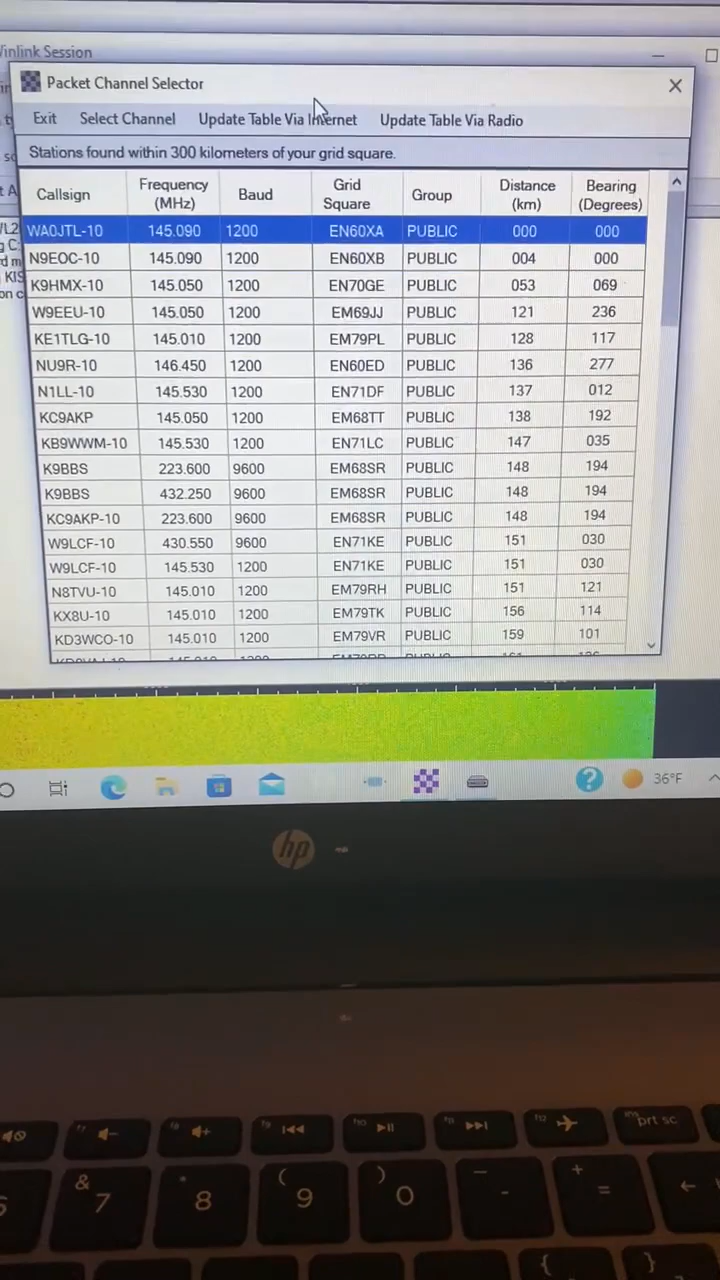 Winlink Session
Packet Channel Selector
Exit Select Channel Update Table Via Internet Update Table Via Radio
Stations found within 300 kilometers of your grid square.
Callsign Frequency (MHz) Baud Grid Square Group Distance (km) Bearing (Degrees)
WA0JTL-10 145.090 1200 EN60XA PUBLIC 000 000
N9EOC-10 145.090 1200 EN60XB PUBLIC 004 000
K9HMX-10 145.050 1200 EN70GE PUBLIC 053 069
W9EEU-10 145.050 1200 EM69JJ PUBLIC 121 236
KE1TLG-10 145.010 1200 EM79PL PUBLIC 128 117
NU9R-10 146.450 1200 EN60ED PUBLIC 136 277
N1LL-10 145.530 1200 EN71DF PUBLIC 137 012
KC9AKP 145.050 1200 EM68TT PUBLIC 138 192
KB9WWM-10 145.530 1200 EN71LC PUBLIC 147 035
K9BBS 223.600 9600 EM68SR PUBLIC 148 194
K9BBS 432.250 9600 EM68SR PUBLIC 148 194
KC9AKP-10 223.600 9600 EM68SR PUBLIC 148 194
W9LCF-10 430.550 9600 EN71KE PUBLIC 151 030
W9LCF-10 145.530 1200 EN71KE PUBLIC 151 030
N8TVU-10 145.010 1200 EM79RH PUBLIC 151 121
KX8U-10 145.010 1200 EM79TK PUBLIC 156 114
KD3WCO-10 145.010 1200 EM79VR PUBLIC 159 101
36°F
hp
prt sc
& 7 * 8 ( 9 ) 0 - + =
{ }